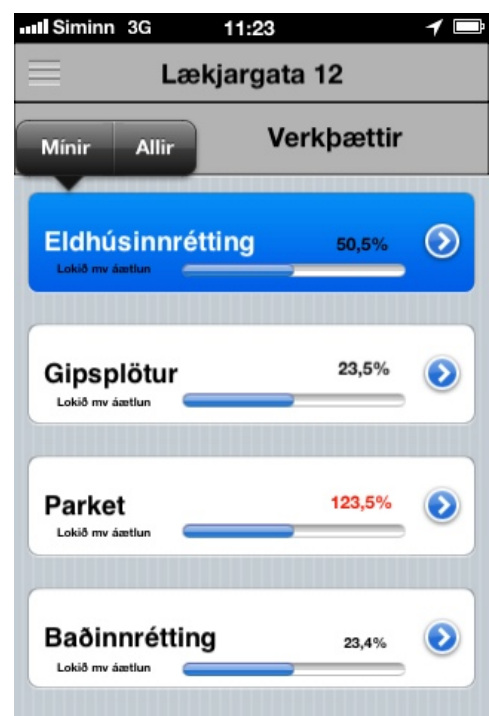 Siminn 3G 11:23
Lækjargata 12
Mínir Allir Verkþættir
Eldhúsinnrétting 50,5%
Lokið mv áætlun
Gipsplötur 23,5%
Lokið mv áætlun
Parket 123,5%
Lokið mv áætlun
Baðinnrétting 23,4%
Lokið mv áætlun